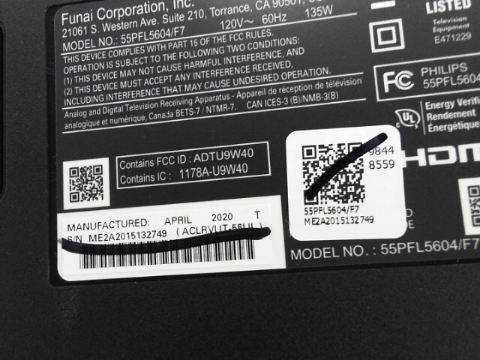 Funai Corporation, Inc.
21061 S. Western Ave. Suite 210, Torrance, CA 90501,
MODEL NO.: 55PFL5604/F7 120V~ 60Hz 135W
THIS DEVICE COMPLIES WITH PART 15 OF THE FCC RULES.
OPERATION IS SUBJECT TO THE FOLLOWING TWO CONDITIONS:
(1) THIS DEVICE MAY NOT CAUSE HARMFUL INTERFERENCE, AND
(2) THIS DEVICE MUST ACCEPT ANY INTERFERENCE RECEIVED,
INCLUDING INTERFERENCE THAT MAY CAUSE UNDESIRED OPERATION.
Analog and Digital Television Receiving Apparatus - Appareil de réception de télévision
analogique et numérique, Canada BETS-7 / NTMR-7. CAN ICES-3 (B)/NMB-3(B)
LISTED
Television
Equipment
E471229
FC PHILIPS
55PFL5604
Energy Verified
Rendement
Énergétique
Contains FCC ID : ADTU9W40
Contains IC : 1178A-U9W40
9844
8559
HDMI
55PFL5604/F7
ME2A2015132749
MANUFACTURED: APRIL 2020 T
S/N ME2A2015132749
MODEL NO. : 55PFL5604/F7